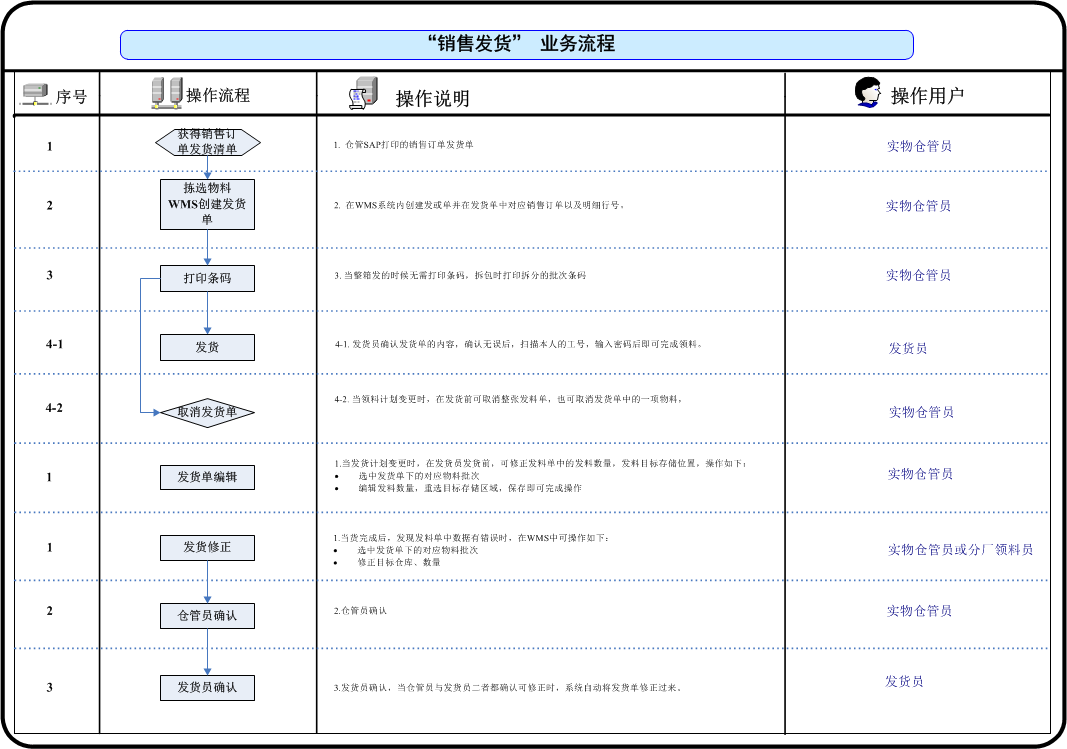 “销售发货”  业务流程
序号
操作流程
操作说明
操作用户
1
获得销售订
单发货清单
1. 仓管SAP打印的销售订单发货单
实物仓管员
2
拣选物料
WMS创建发货
单
2. 在WMS系统内创建发或单并在发货单中对应销售订单以及明细行号。
实物仓管员
3
打印条码
3. 当整箱发的时候无需打印条码，拆包时打印拆分的批次条码
实物仓管员
4-1
发货
4-1. 发货员确认发货单的内容，确认无误后，扫描本人的工号，输入密码后即可完成领料。
发货员
4-2
取消发货单
4-2. 当领料计划变更时，在发货前可取消整张发料单，也可取消发货单中的一项物料。
实物仓管员
1
发货单编辑
1.当发货计划变更时，在发货员发货前，可修正发料单中的发料数量，发料目标存储位置。操作如下：
● 选中发货单下的对应物料批次
● 编辑发料数量，重选目标存储区域，保存即可完成操作
实物仓管员
1
发货修正
1.当货完成后，发现发料单中数据有错误时，在WMS中可操作如下：
● 选中发货单下的对应物料批次
● 修正目标仓库、数量
实物仓管员或分厂领料员
2
仓管员确认
2.仓管员确认
实物仓管员
3
发货员确认
3.发货员确认，当仓管员与发货员二者都确认可修正时，系统自动将发货单修正过来。
发货员